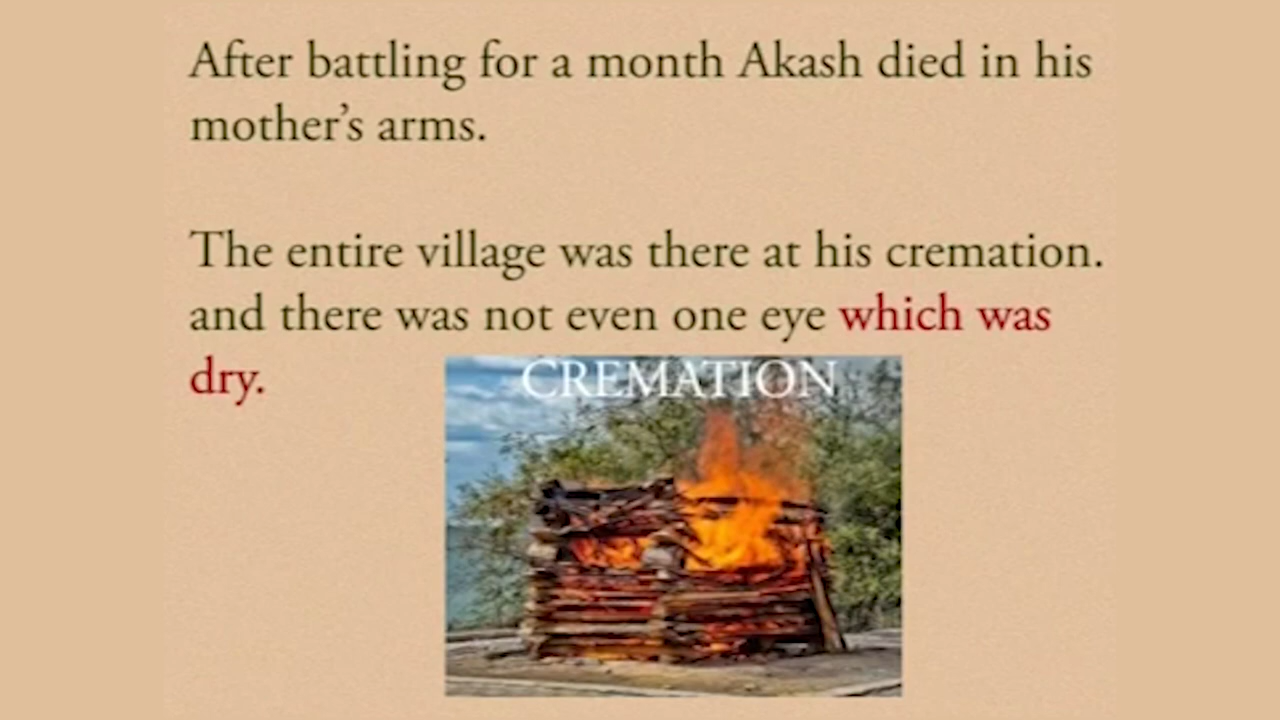 After battling for a month Akash died in his
mother’s arms.
The entire village was there at his cremation.
and there was not even one eye which was
dry.
CREMATION